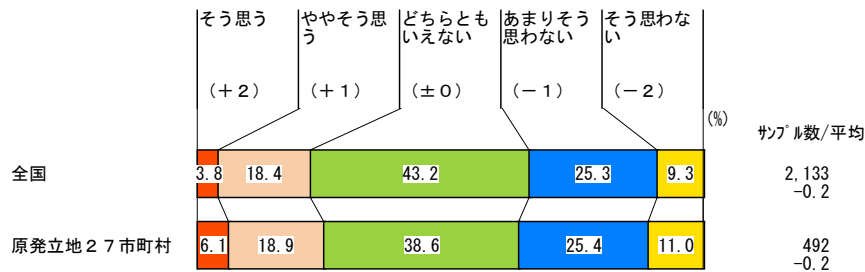 そう思う ややそう思う どちらともいえない あまりそう思わない そう思わない
(+2) (+1) (±0) (−1) (−2)
(%)
サンプル数/平均
全国 3.8 18.4 43.2 25.3 9.3 2,133
−0.2
原発立地27市町村 6.1 18.9 38.6 25.4 11.0 492
−0.2